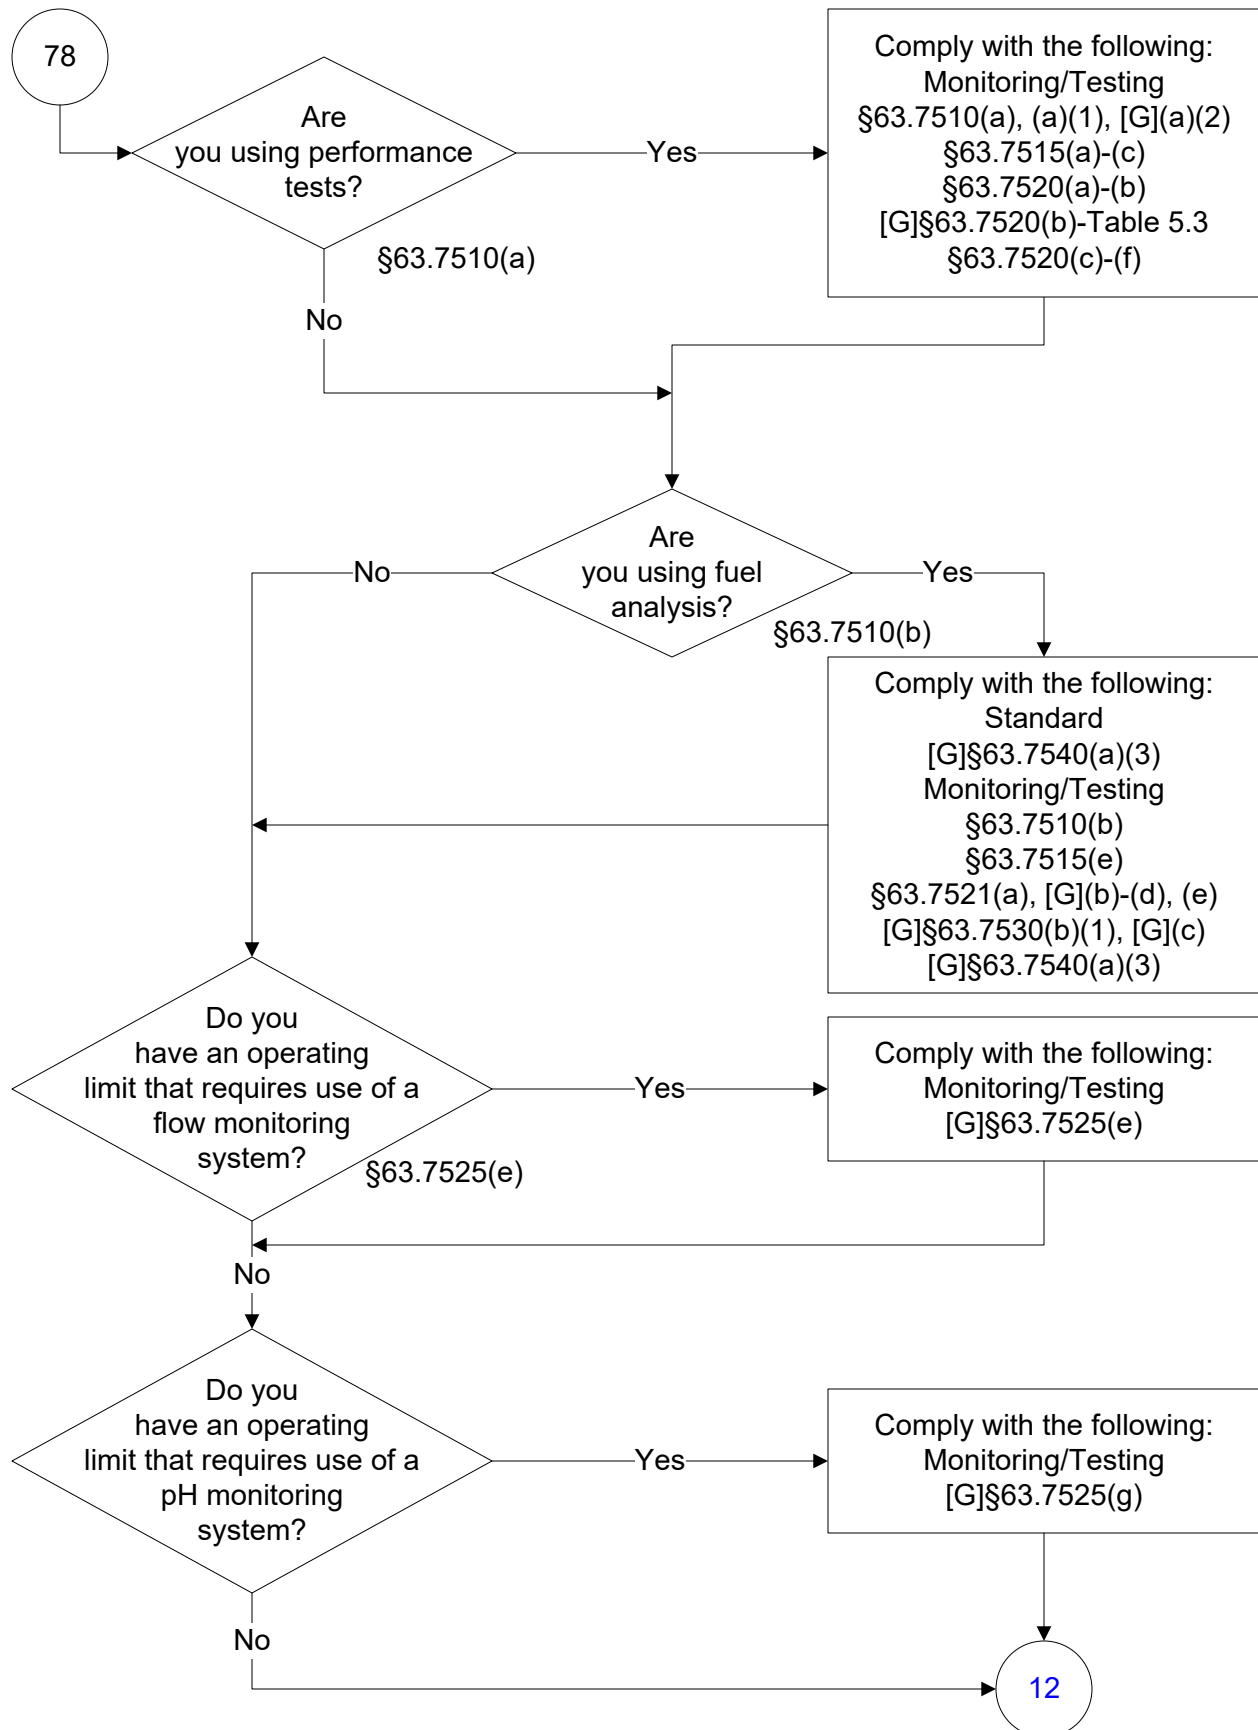 78
Are
you using performance
tests?
§63.7510(a)
Yes
Comply with the following:
Monitoring/Testing
§63.7510(a), (a)(1), [G](a)(2)
§63.7515(a)-(c)
§63.7520(a)-(b)
[G]§63.7520(b)-Table 5.3
§63.7520(c)-(f)
No
Are
you using fuel
analysis?
§63.7510(b)
No
Yes
Comply with the following:
Standard
[G]§63.7540(a)(3)
Monitoring/Testing
§63.7510(b)
§63.7515(e)
§63.7521(a), [G](b)-(d), (e)
[G]§63.7530(b)(1), [G](c)
[G]§63.7540(a)(3)
Do you
have an operating
limit that requires use of a
flow monitoring
system?
§63.7525(e)
Yes
Comply with the following:
Monitoring/Testing
[G]§63.7525(e)
No
Do you
have an operating
limit that requires use of a
pH monitoring
system?
Yes
Comply with the following:
Monitoring/Testing
[G]§63.7525(g)
No
12